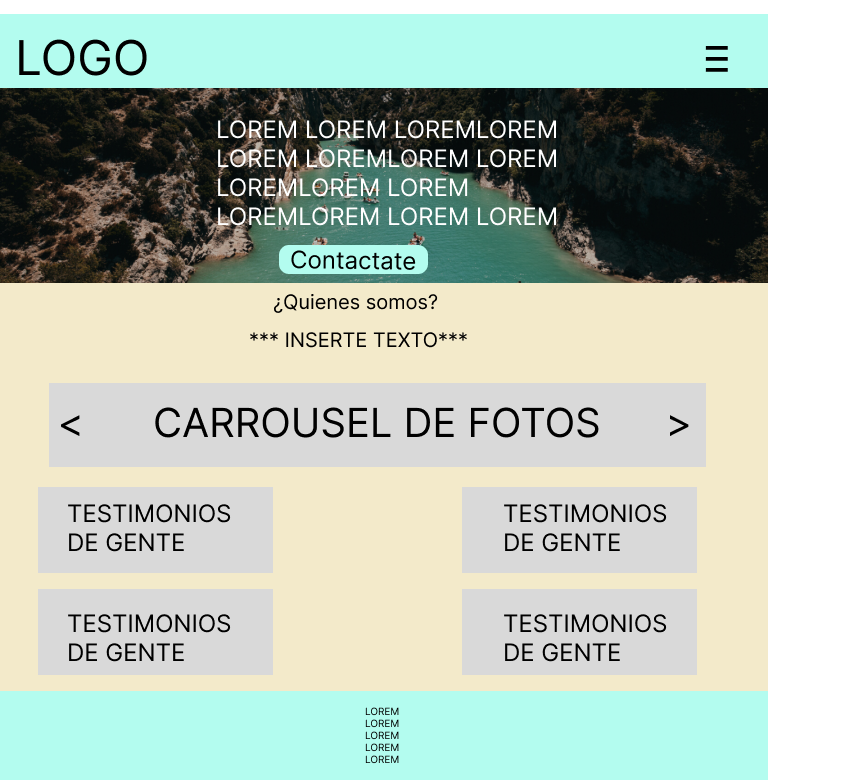 LOGO
LOREM LOREM LOREMLOREM
LOREM LOREMLOREM LOREM
LOREMLOREM LOREM
LOREMLOREM LOREM LOREM
Contactate
¿Quienes somos?
*** INSERTE TEXTO***
< CARROUSEL DE FOTOS >
TESTIMONIOS
DE GENTE
TESTIMONIOS
DE GENTE
TESTIMONIOS
DE GENTE
TESTIMONIOS
DE GENTE
LOREM
LOREM
LOREM
LOREM
LOREM